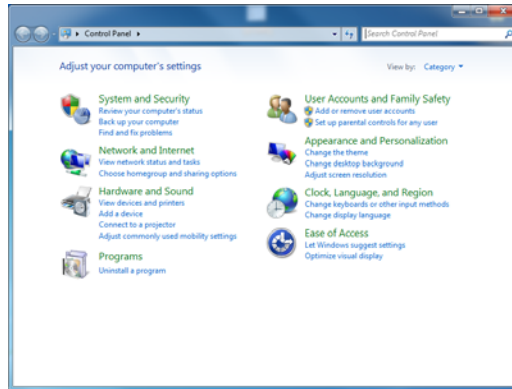 Control Panel
Search Control Panel
Adjust your computer's settings
View by: Category
System and Security
Review your computer's status
Back up your computer
Find and fix problems
Network and Internet
View network status and tasks
Choose homegroup and sharing options
Hardware and Sound
View devices and printers
Add a device
Connect to a projector
Adjust commonly used mobility settings
Programs
Uninstall a program
User Accounts and Family Safety
Add or remove user accounts
Set up parental controls for any user
Appearance and Personalization
Change the theme
Change desktop background
Adjust screen resolution
Clock, Language, and Region
Change keyboards or other input methods
Change display language
Ease of Access
Let Windows suggest settings
Optimize visual display